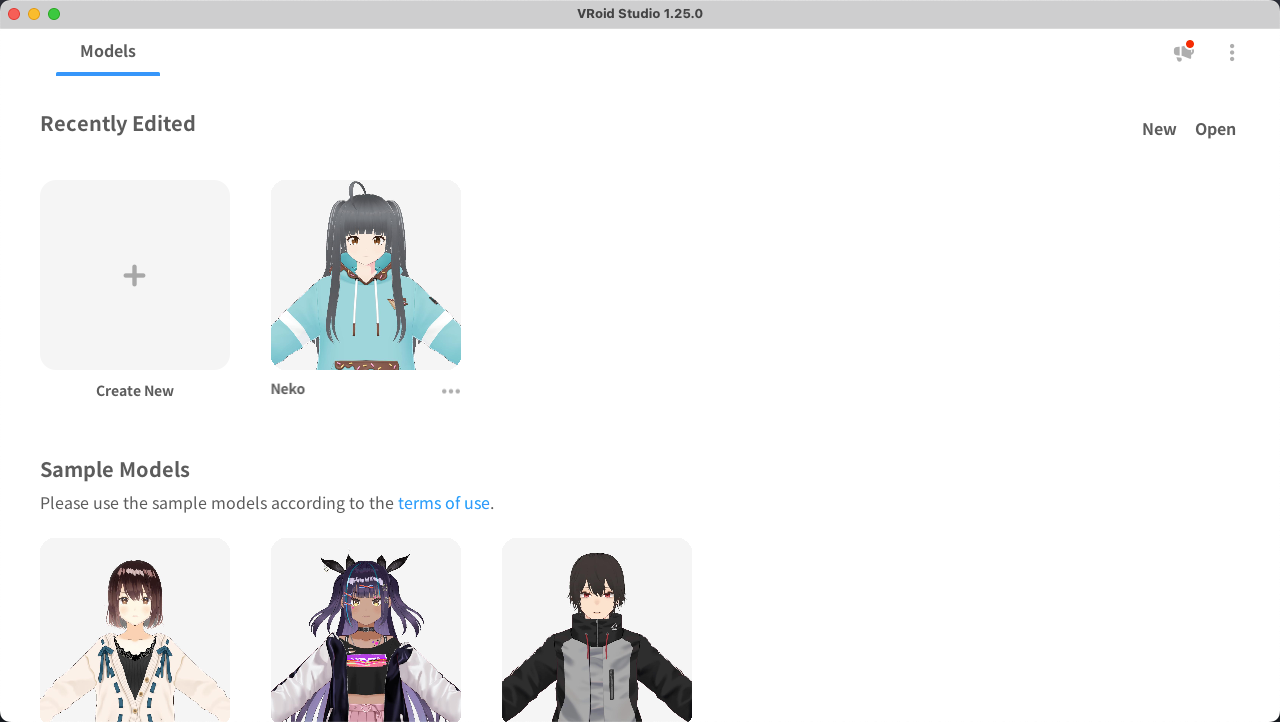 VRoid Studio 1.25.0
Models
Recently Edited
New
Open
Create New
Neko
Sample Models
Please use the sample models according to the terms of use.